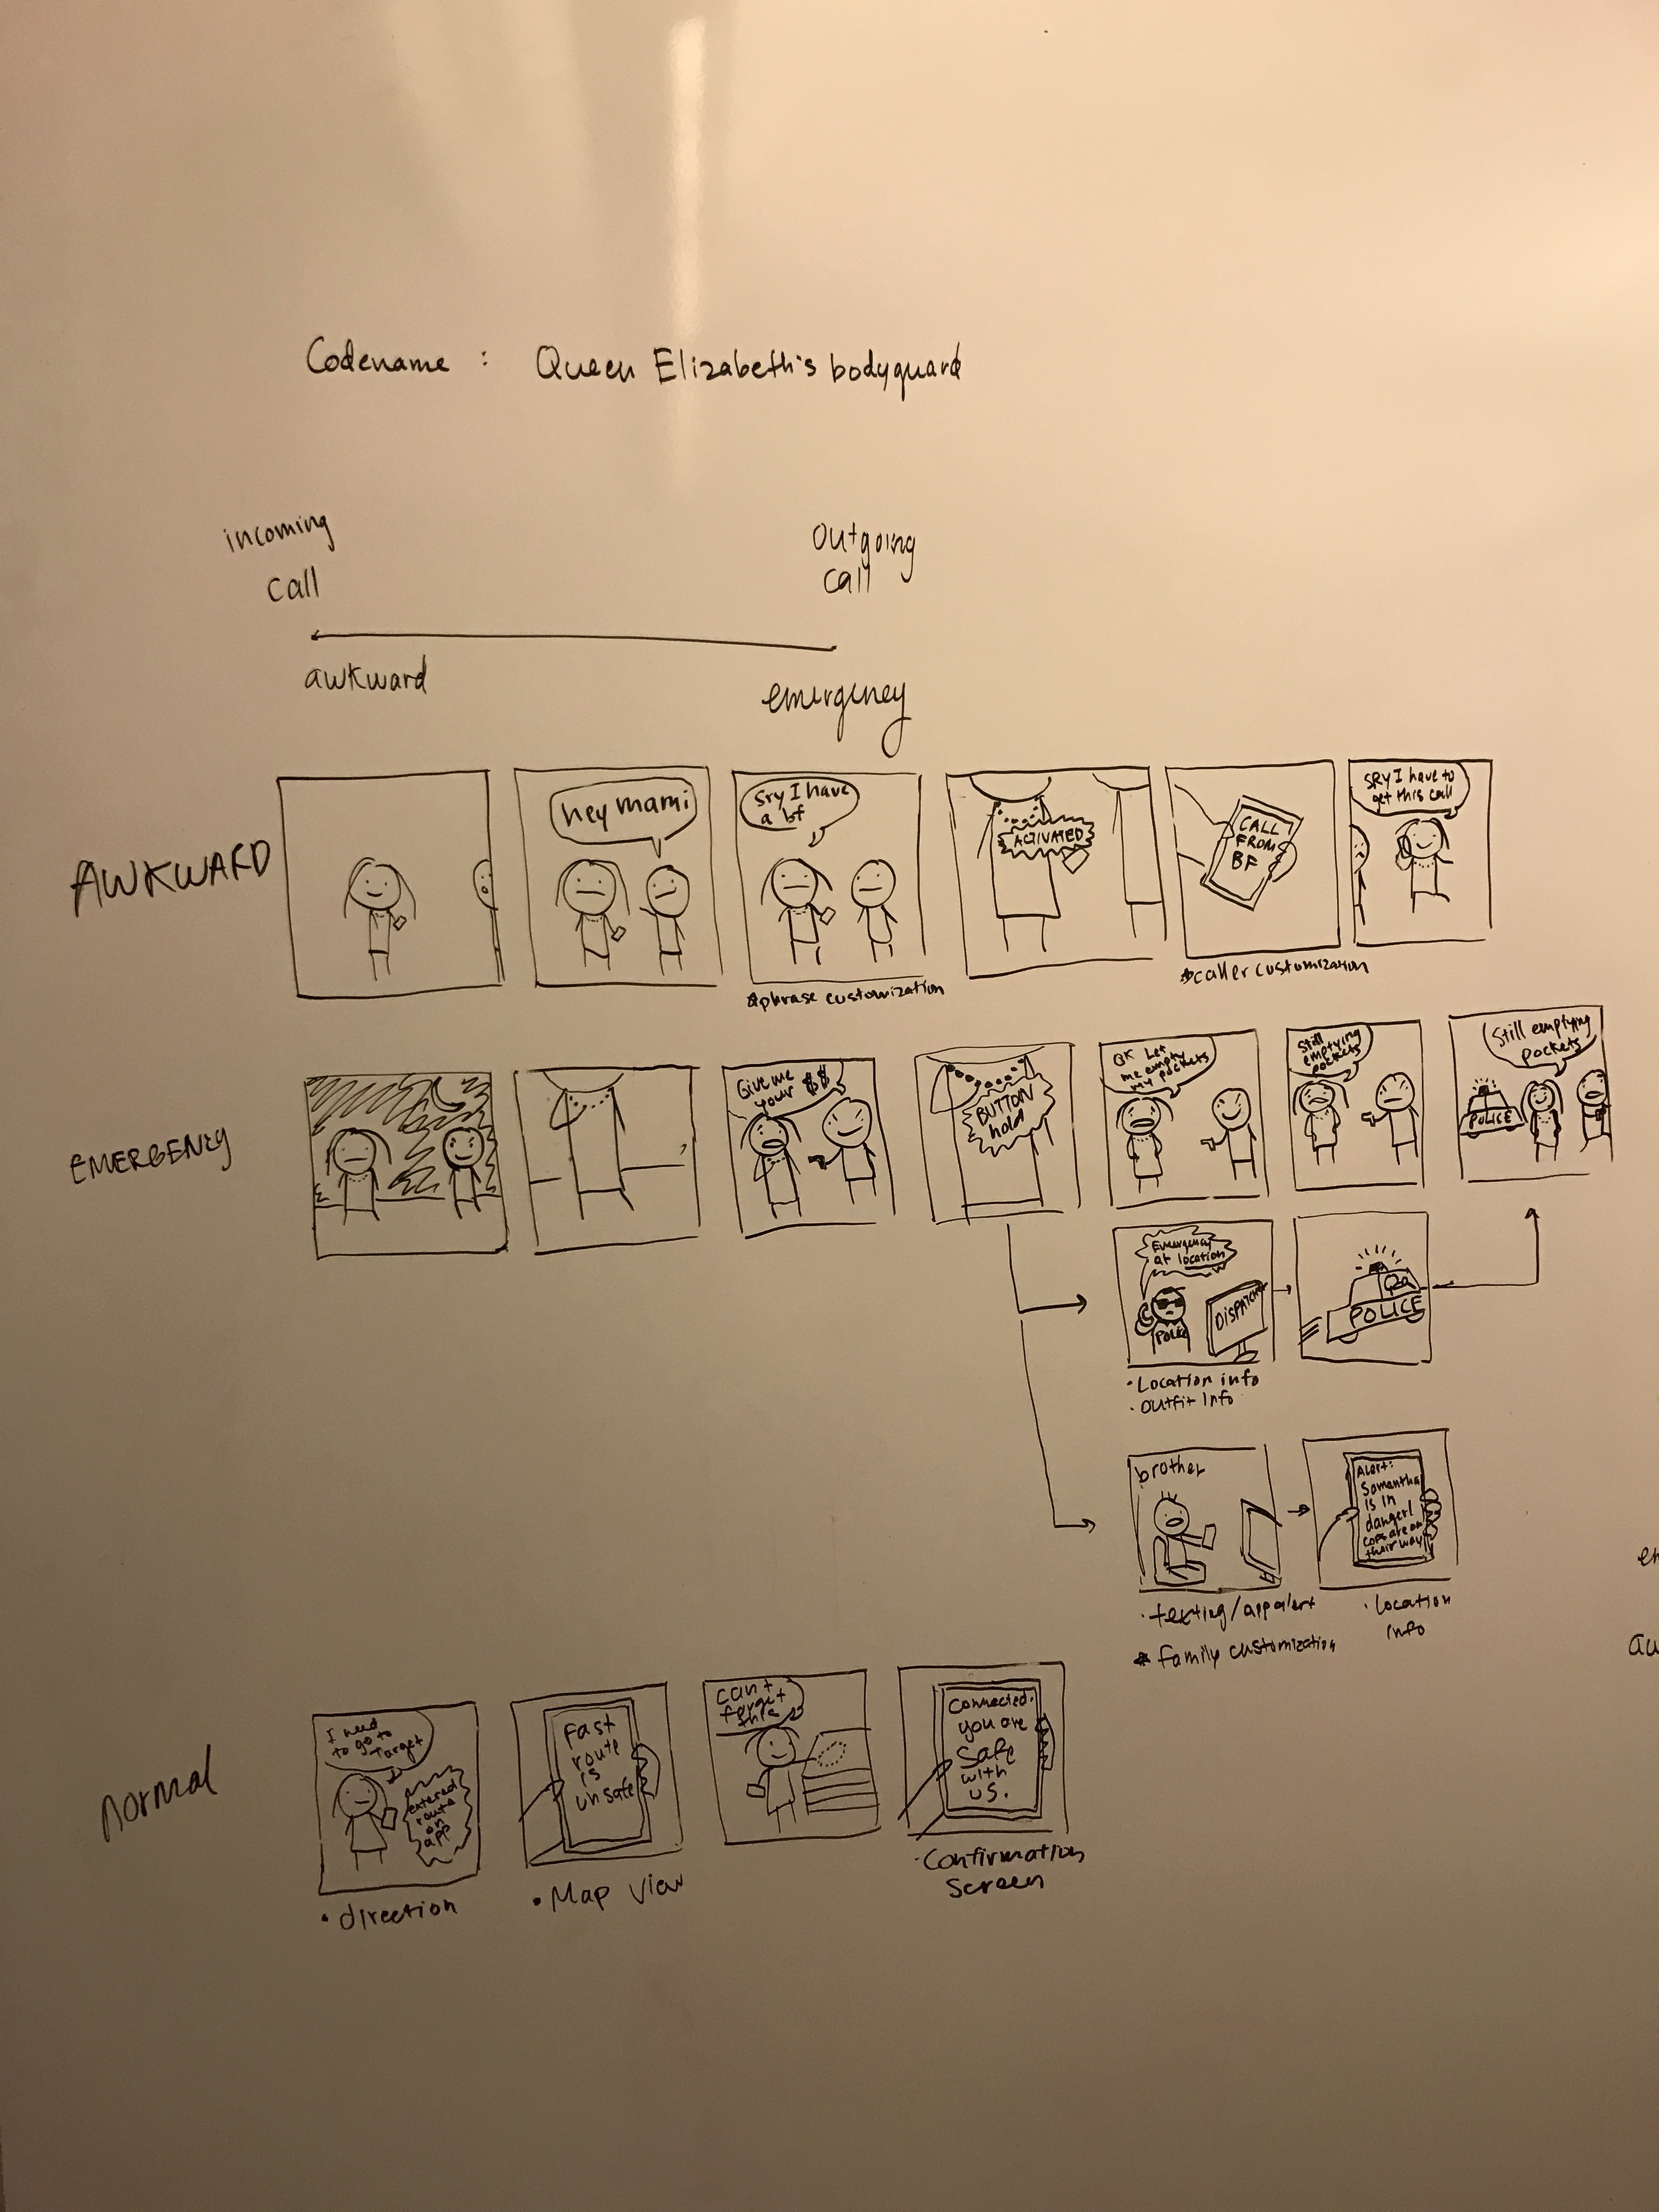 Codename : Queen Elizabeth's bodyguard
incoming
call
outgoing
call
awkward
emergency
AWKWARD
hey mami
sry I have
a bf
ACTIVATED
CALL
FROM
BF
SRY I have to
get this call
*phrase customization
*caller customization
EMERGENCY
Give me
your $$
BUTTON
hold
OK Let
me empty
my pockets
Still
emptying
pockets
Still emptying
pockets
POLICE
Emergency
at location
POLICE
DISPATCH
POLICE
· Location info
· outfit info
brother
Alert:
Samantha
is in
danger!
cops are on
their way
· texting/app alert
* family customization
· location
info
normal
I need
to go to
Target
entered
route
on
app
Fast
route
is
unsafe
can't
forget
this
Connected.
you are
safe
with
us.
· direction
· Map view
· Confirmation
screen